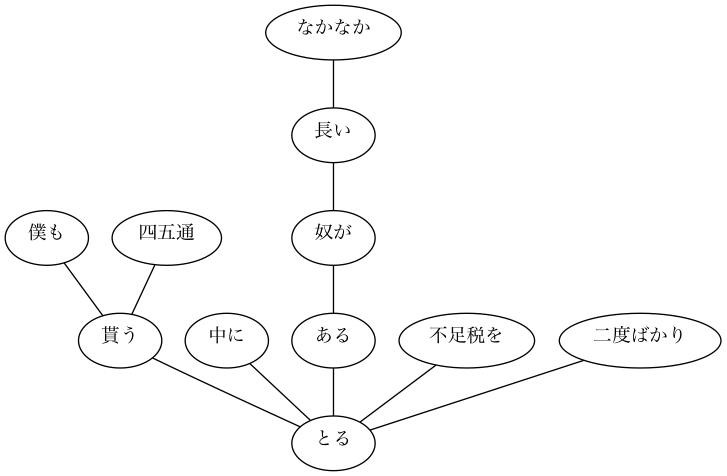 なかなか
長い
僕も 四五通 奴が
貰う 中に ある 不足税を 二度ばかり
とる